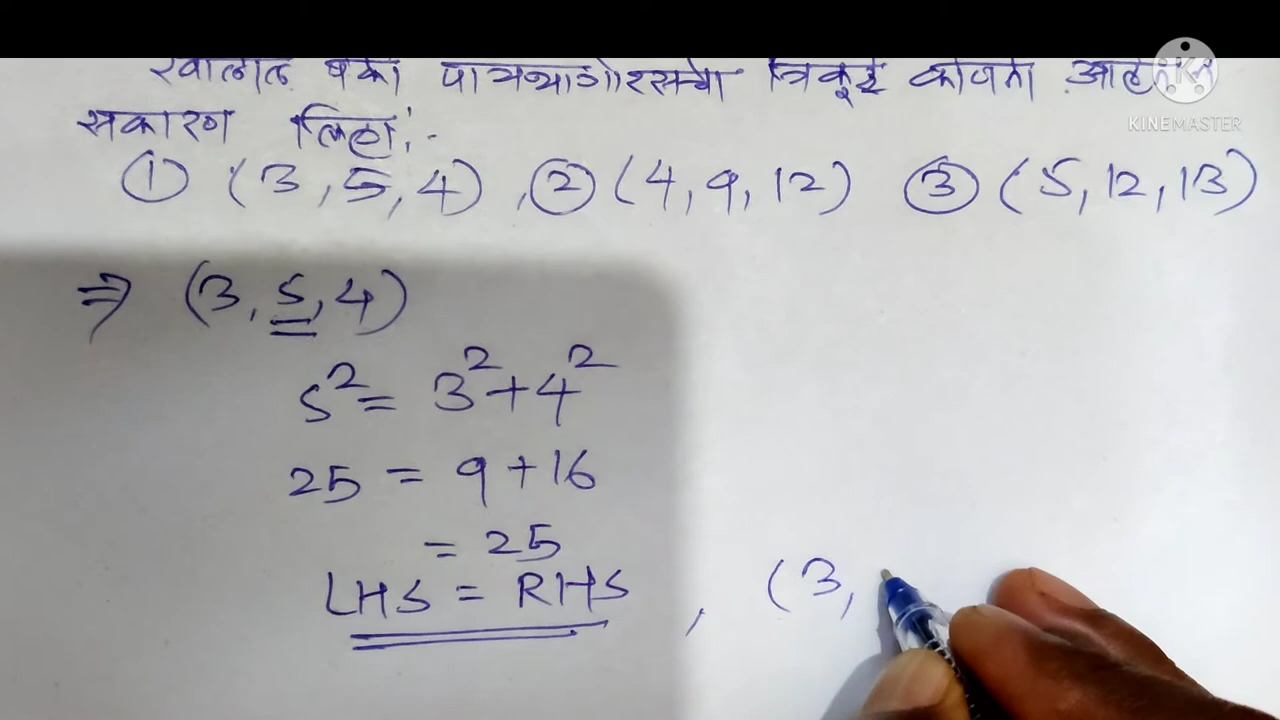 पायथागोरसच्या त्रिकूट कोणता
सकारण लिहा:-
① (3, 5, 4) , ② (4, 9, 12) ③ (5, 12, 13)
⇒ (3, 5, 4)
5² = 3² + 4²
25 = 9 + 16
= 25
LHS = RHS , (3,
KINEMASTER